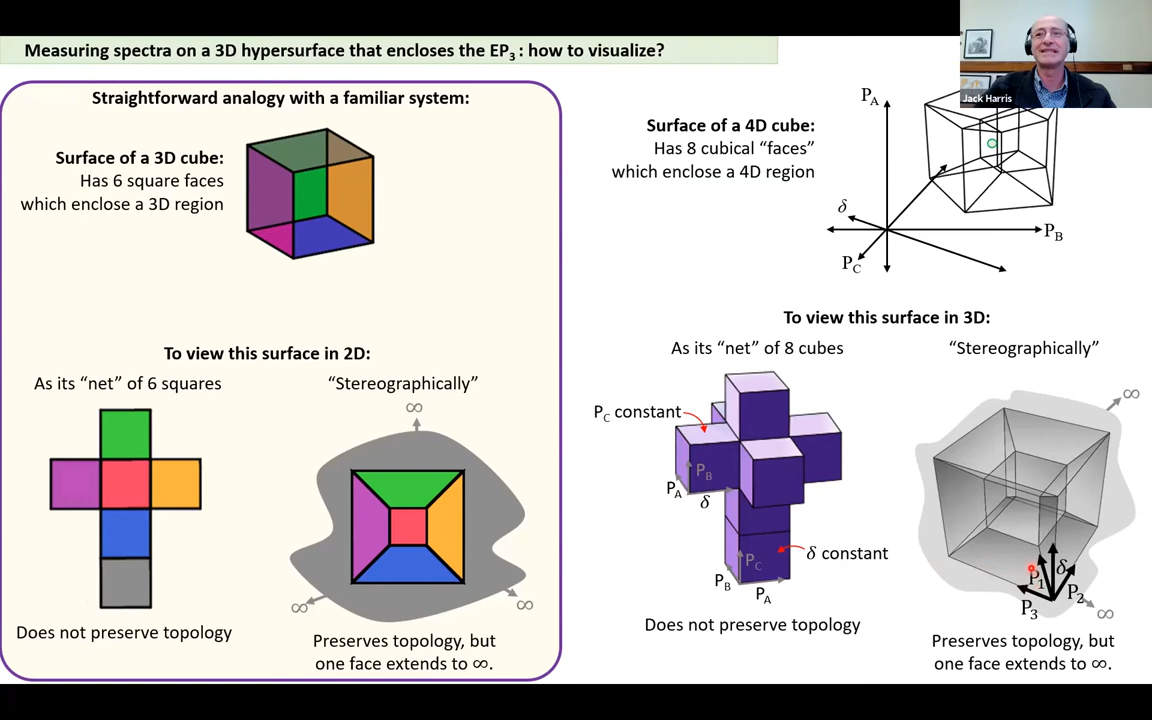 Measuring spectra on a 3D hypersurface that encloses the EP₃ : how to visualize?
Jack Harris
Straightforward analogy with a familiar system:
Surface of a 3D cube:
Has 6 square faces
which enclose a 3D region
To view this surface in 2D:
As its “net” of 6 squares
Does not preserve topology
“Stereographically”
∞
∞
∞
Preserves topology, but
one face extends to ∞.
Surface of a 4D cube:
Has 8 cubical “faces”
which enclose a 4D region
P_A
δ
P_B
P_C
To view this surface in 3D:
As its “net” of 8 cubes
P_C constant
P_B
P_A
δ
δ constant
P_C
P_B
P_A
Does not preserve topology
“Stereographically”
∞
P₁
δ
P₂
P₃
∞
Preserves topology, but
one face extends to ∞.